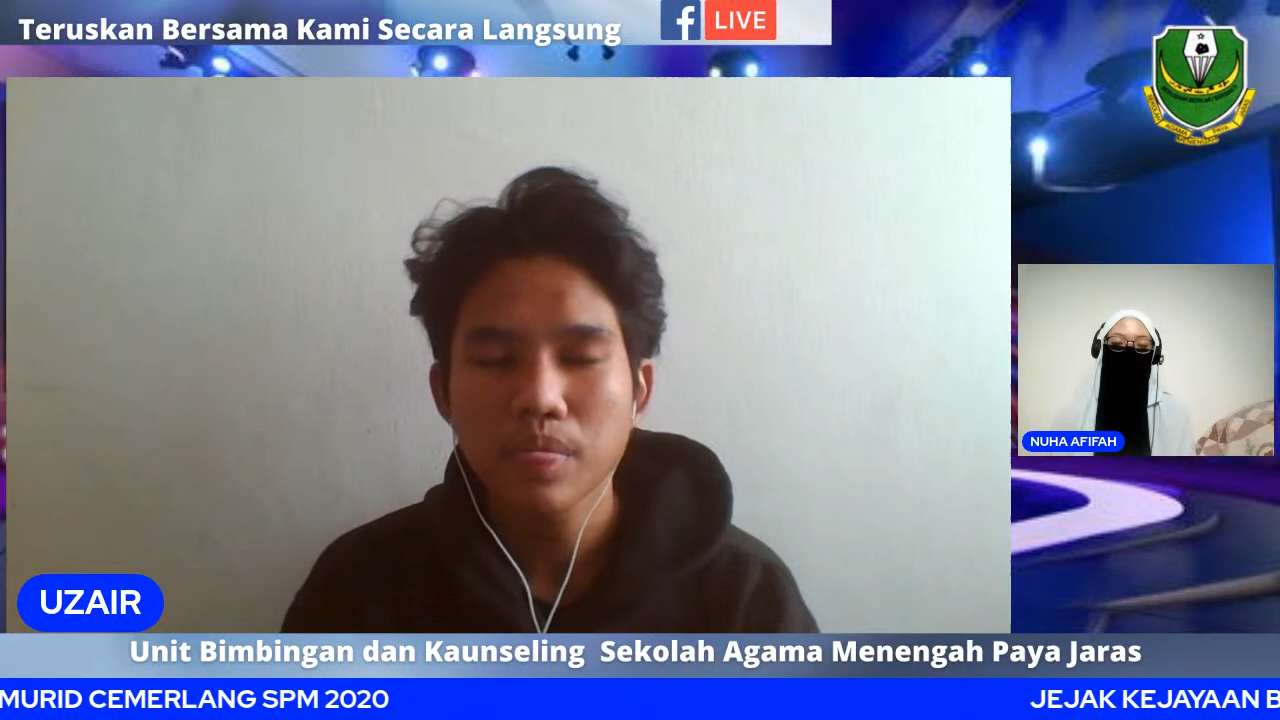 Teruskan Bersama Kami Secara Langsung
f LIVE
NUHA AFIFAH
UZAIR
Unit Bimbingan dan Kaunseling Sekolah Agama Menengah Paya Jaras
MURID CEMERLANG SPM 2020
JEJAK KEJAYAAN B